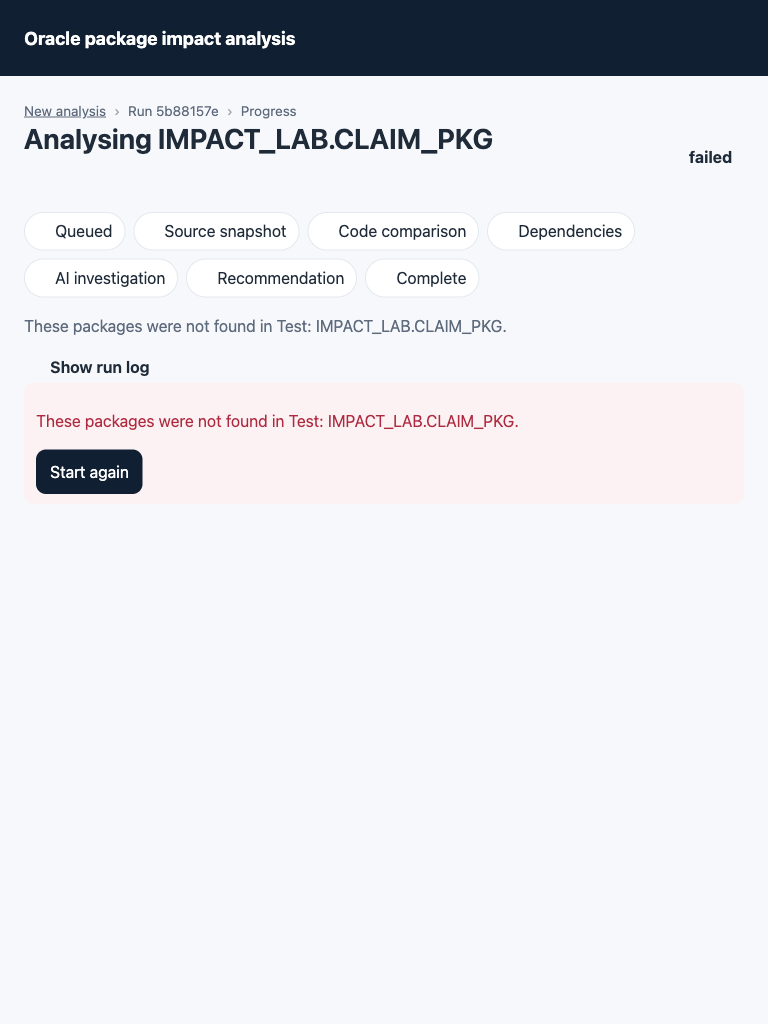 Oracle package impact analysis
New analysis › Run 5b88157e › Progress
Analysing IMPACT_LAB.CLAIM_PKG
failed
Queued
Source snapshot
Code comparison
Dependencies
AI investigation
Recommendation
Complete
These packages were not found in Test: IMPACT_LAB.CLAIM_PKG.
Show run log
These packages were not found in Test: IMPACT_LAB.CLAIM_PKG.
Start again